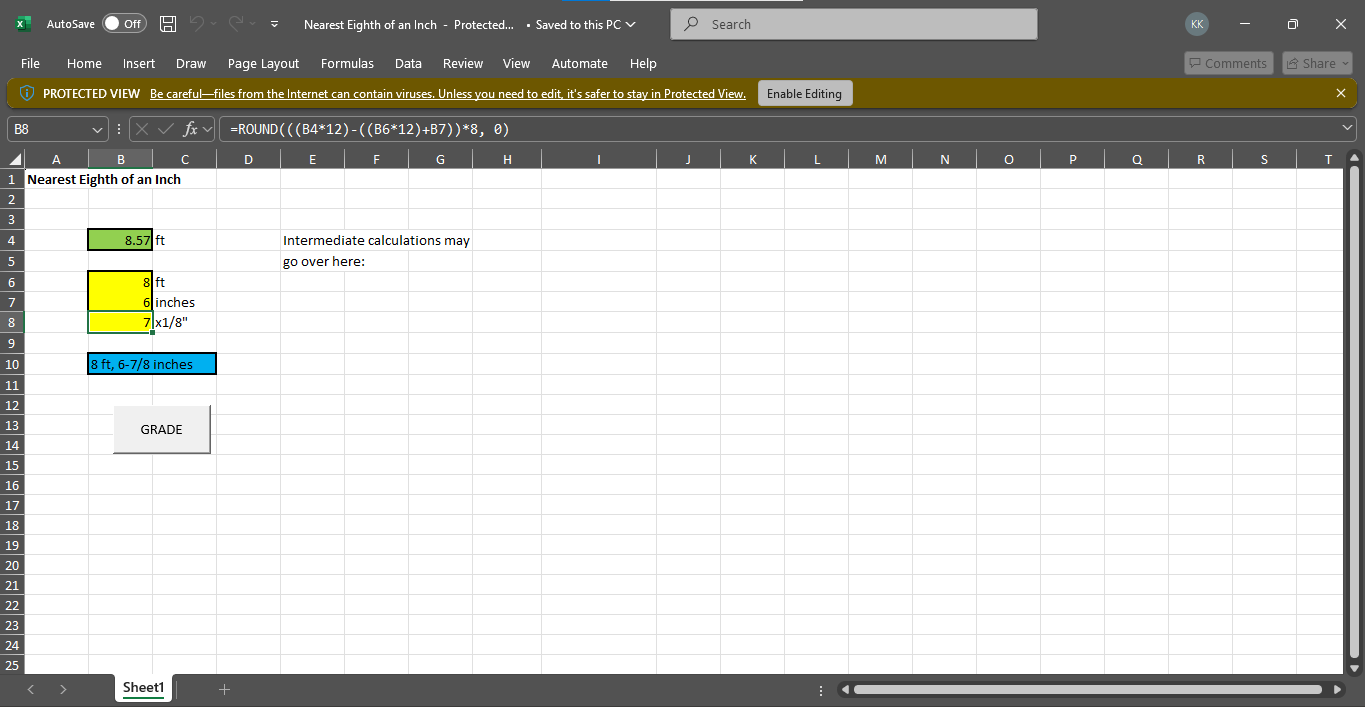 AutoSave Off Nearest Eighth of an Inch - Protected... • Saved to this PC Search KK
File Home Insert Draw Page Layout Formulas Data Review View Automate Help Comments Share
PROTECTED VIEW Be careful—files from the Internet can contain viruses. Unless you need to edit, it's safer to stay in Protected View. Enable Editing
B8 fx =ROUND(((B4*12)-((B6*12)+B7))*8, 0)
A B C D E F G H I J K L M N O P Q R S T
1 Nearest Eighth of an Inch
2
3
4 8.57 ft Intermediate calculations may
5 go over here:
6 8 ft
7 6 inches
8 7 x1/8"
9
10 8 ft, 6-7/8 inches
11
12
13 GRADE
14
15
16
17
18
19
20
21
22
23
24
25
Sheet1